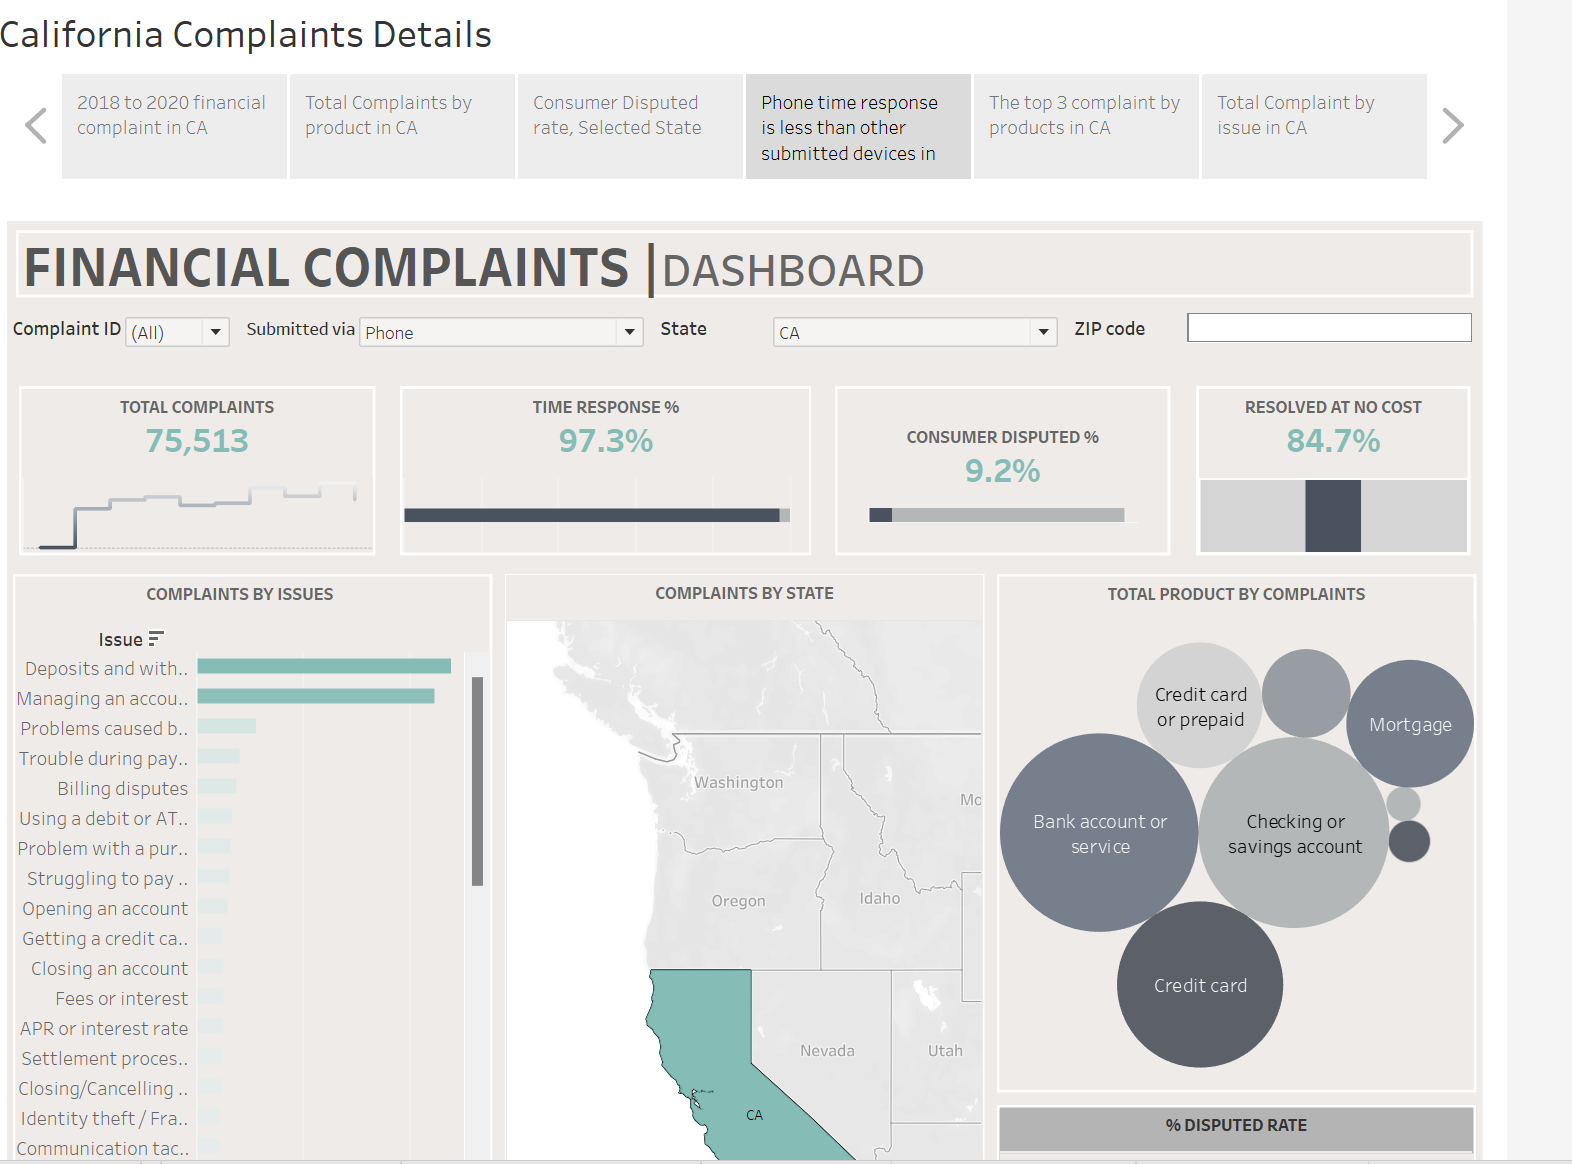 California Complaints Details
2018 to 2020 financial
complaint in CA
Total Complaints by
product in CA
Consumer Disputed
rate, Selected State
Phone time response
is less than other
submitted devices in
The top 3 complaint by
products in CA
Total Complaint by
issue in CA
FINANCIAL COMPLAINTS |DASHBOARD
Complaint ID (All) Submitted via Phone State CA ZIP code
TOTAL COMPLAINTS
75,513
TIME RESPONSE %
97.3%
CONSUMER DISPUTED %
9.2%
RESOLVED AT NO COST
84.7%
COMPLAINTS BY ISSUES
Issue
Deposits and with..
Managing an accou..
Problems caused b..
Trouble during pay..
Billing disputes
Using a debit or AT..
Problem with a pur..
Struggling to pay ..
Opening an account
Getting a credit ca..
Closing an account
Fees or interest
APR or interest rate
Settlement proces..
Closing/Cancelling ..
Identity theft / Fra..
Communication tac..
COMPLAINTS BY STATE
Washington
Mo
Oregon
Idaho
Nevada
Utah
CA
TOTAL PRODUCT BY COMPLAINTS
Credit card
or prepaid
Mortgage
Bank account or
service
Checking or
savings account
Credit card
% DISPUTED RATE